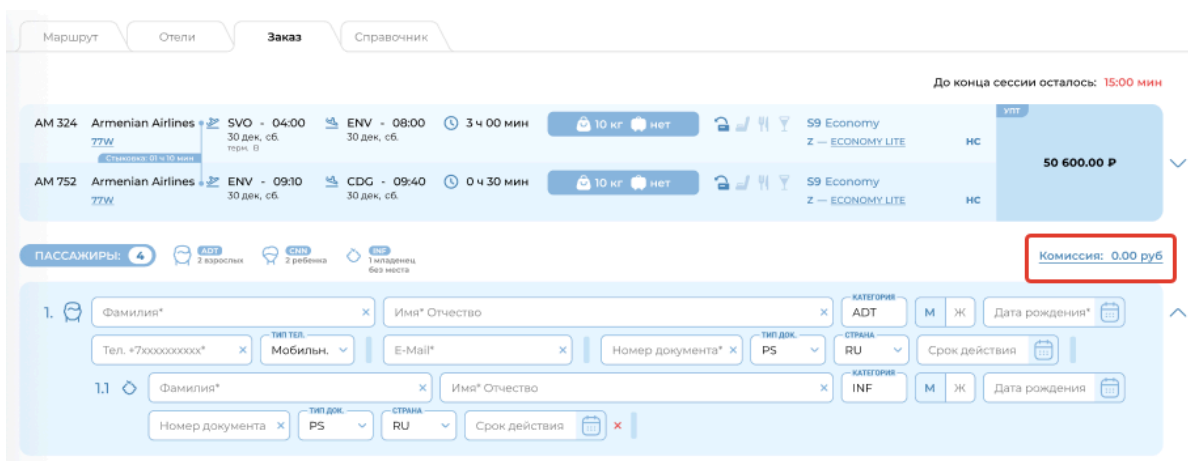 Маршрут Отели Заказ Справочник
До конца сессии осталось: 15:00 мин
УПТ
AM 324 Armenian Airlines SVO - 04:00 ENV - 08:00 3 ч 00 мин 10 кг нет S9 Economy
77W 30 дек, сб. 30 дек, сб. Z — ECONOMY LITE НС
терм. В
Стыковка: 01 ч 10 мин
50 600.00 ₽
AM 752 Armenian Airlines ENV - 09:10 CDG - 09:40 0 ч 30 мин 10 кг нет S9 Economy
77W 30 дек, сб. 30 дек, сб. Z — ECONOMY LITE НС
ПАССАЖИРЫ: 4 ADT CNN INF
2 взрослых 2 ребенка 1 младенец
без места
Комиссия: 0.00 руб
КАТЕГОРИЯ
1. Фамилия* × Имя* Отчество × ADT М Ж Дата рождения*
ТИП ТЕЛ. ТИП ДОК. СТРАНА
Тел. +7xxxxxxxxxx* × Мобильн. E-Mail* × Номер документа* × PS RU Срок действия
КАТЕГОРИЯ
1.1 Фамилия* × Имя* Отчество × INF М Ж Дата рождения
ТИП ДОК. СТРАНА
Номер документа × PS RU Срок действия ×